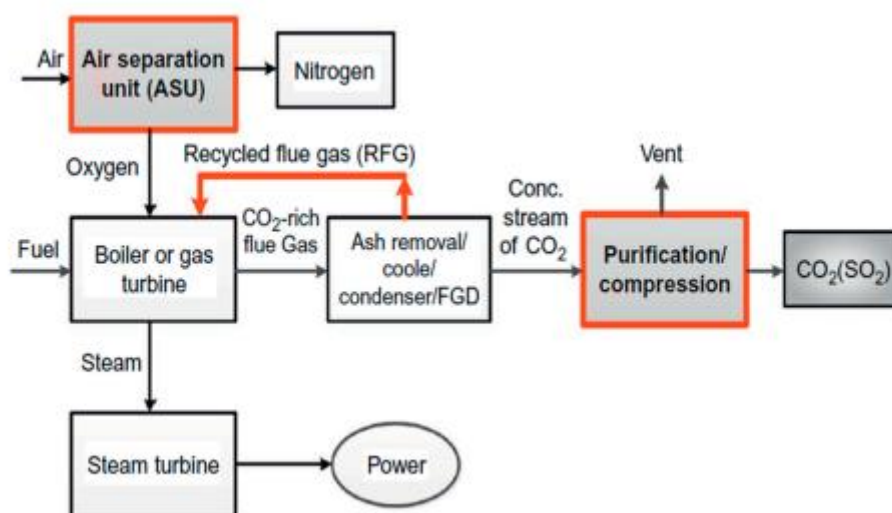 Air
Air separation
unit (ASU)
Nitrogen
Oxygen
Recycled flue gas (RFG)
Vent
Fuel
Boiler or gas
turbine
CO₂-rich
flue Gas
Ash removal/
coole/
condenser/FGD
Conc.
stream
of CO₂
Purification/
compression
CO₂(SO₂)
Steam
Steam turbine
Power